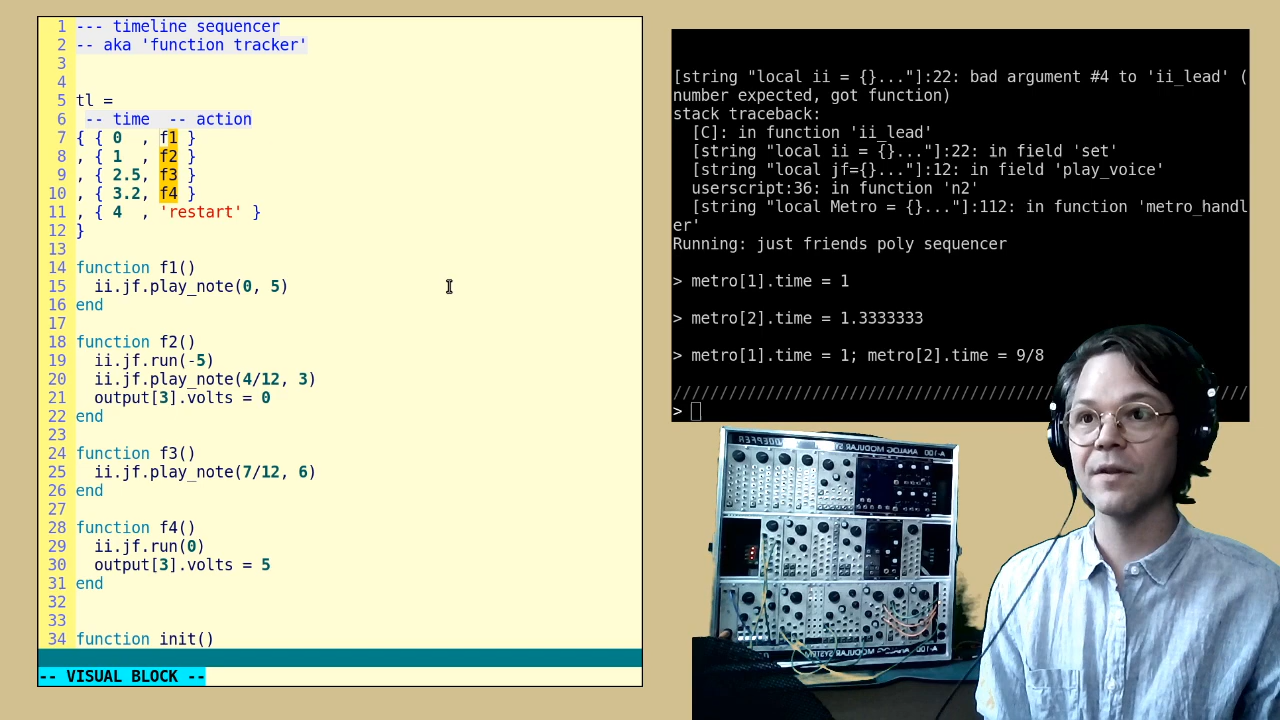 1 --- timeline sequencer
2 -- aka 'function tracker'
3
4
5 tl =
6  -- time  -- action
7 { { 0  , f1 }
8 , { 1  , f2 }
9 , { 2.5, f3 }
10 , { 3.2, f4 }
11 , { 4  , 'restart' }
12 }
13
14 function f1()
15   ii.jf.play_note(0, 5)
16 end
17
18 function f2()
19   ii.jf.run(-5)
20   ii.jf.play_note(4/12, 3)
21   output[3].volts = 0
22 end
23
24 function f3()
25   ii.jf.play_note(7/12, 6)
26 end
27
28 function f4()
29   ii.jf.run(0)
30   output[3].volts = 5
31 end
32
33
34 function init()
-- VISUAL BLOCK --
[string "local ii = {}..."]:22: bad argument #4 to 'ii_lead' (
number expected, got function)
stack traceback:
  [C]: in function 'ii_lead'
  [string "local ii = {}..."]:22: in field 'set'
  [string "local jf={}..."]:12: in field 'play_voice'
  userscript:36: in function 'n2'
  [string "local Metro = {}..."]:112: in function 'metro_handl
er'
Running: just friends poly sequencer
> metro[1].time = 1
> metro[2].time = 1.3333333
> metro[1].time = 1; metro[2].time = 9/8
>
DOEPFER
ANALOG MODULAR SYSTEM A-100